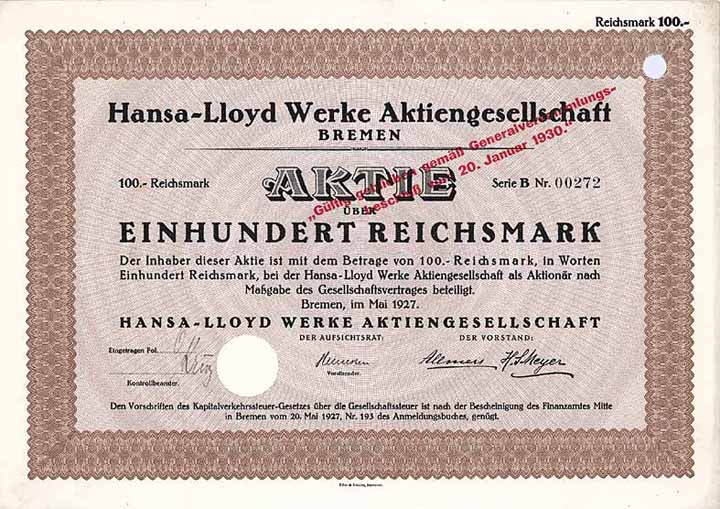 Reichsmark 100.-
Hansa-Lloyd Werke Aktiengesellschaft
BREMEN
„Gültig geblieben gemäß Generalversammlungs-
beschluß vom 20. Januar 1930.“
100.- Reichsmark
AKTIE
Serie B Nr. 00272
ÜBER
EINHUNDERT REICHSMARK
Der Inhaber dieser Aktie ist mit dem Betrage von 100.- Reichsmark, in Worten
Einhundert Reichsmark, bei der Hansa-Lloyd Werke Aktiengesellschaft als Aktionär nach
Maßgabe des Gesellschaftsvertrages beteiligt.
Bremen, im Mai 1927.
HANSA-LLOYD WERKE AKTIENGESELLSCHAFT
DER AUFSICHTSRAT:
DER VORSTAND:
Eingetragen Fol.
Kontrollbeamter.
Vorsitzender.
H. S. Meyer
Den Vorschriften des Kapitalverkehrssteuer-Gesetzes über die Gesellschaftssteuer ist nach der Bescheinigung des Finanzamtes Mitte
in Bremen vom 20. Mai 1927, Nr. 193 des Anmeldungsbuches, genügt.